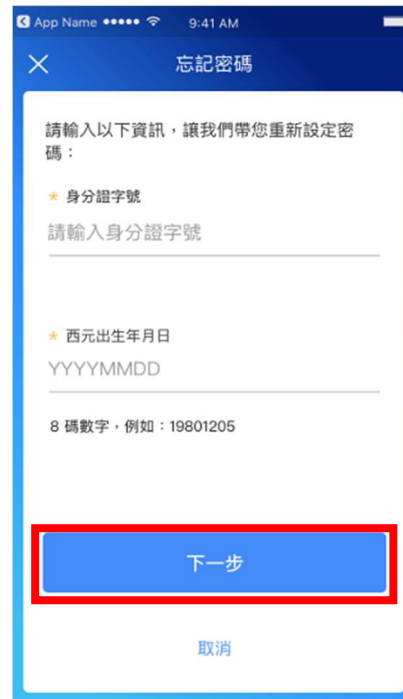 App Name 9:41 AM
忘記密碼
請輸入以下資訊，讓我們帶您重新設定密
碼：
* 身分證字號
請輸入身分證字號
* 西元出生年月日
YYYYMMDD
8 碼數字，例如：19801205
下一步
取消